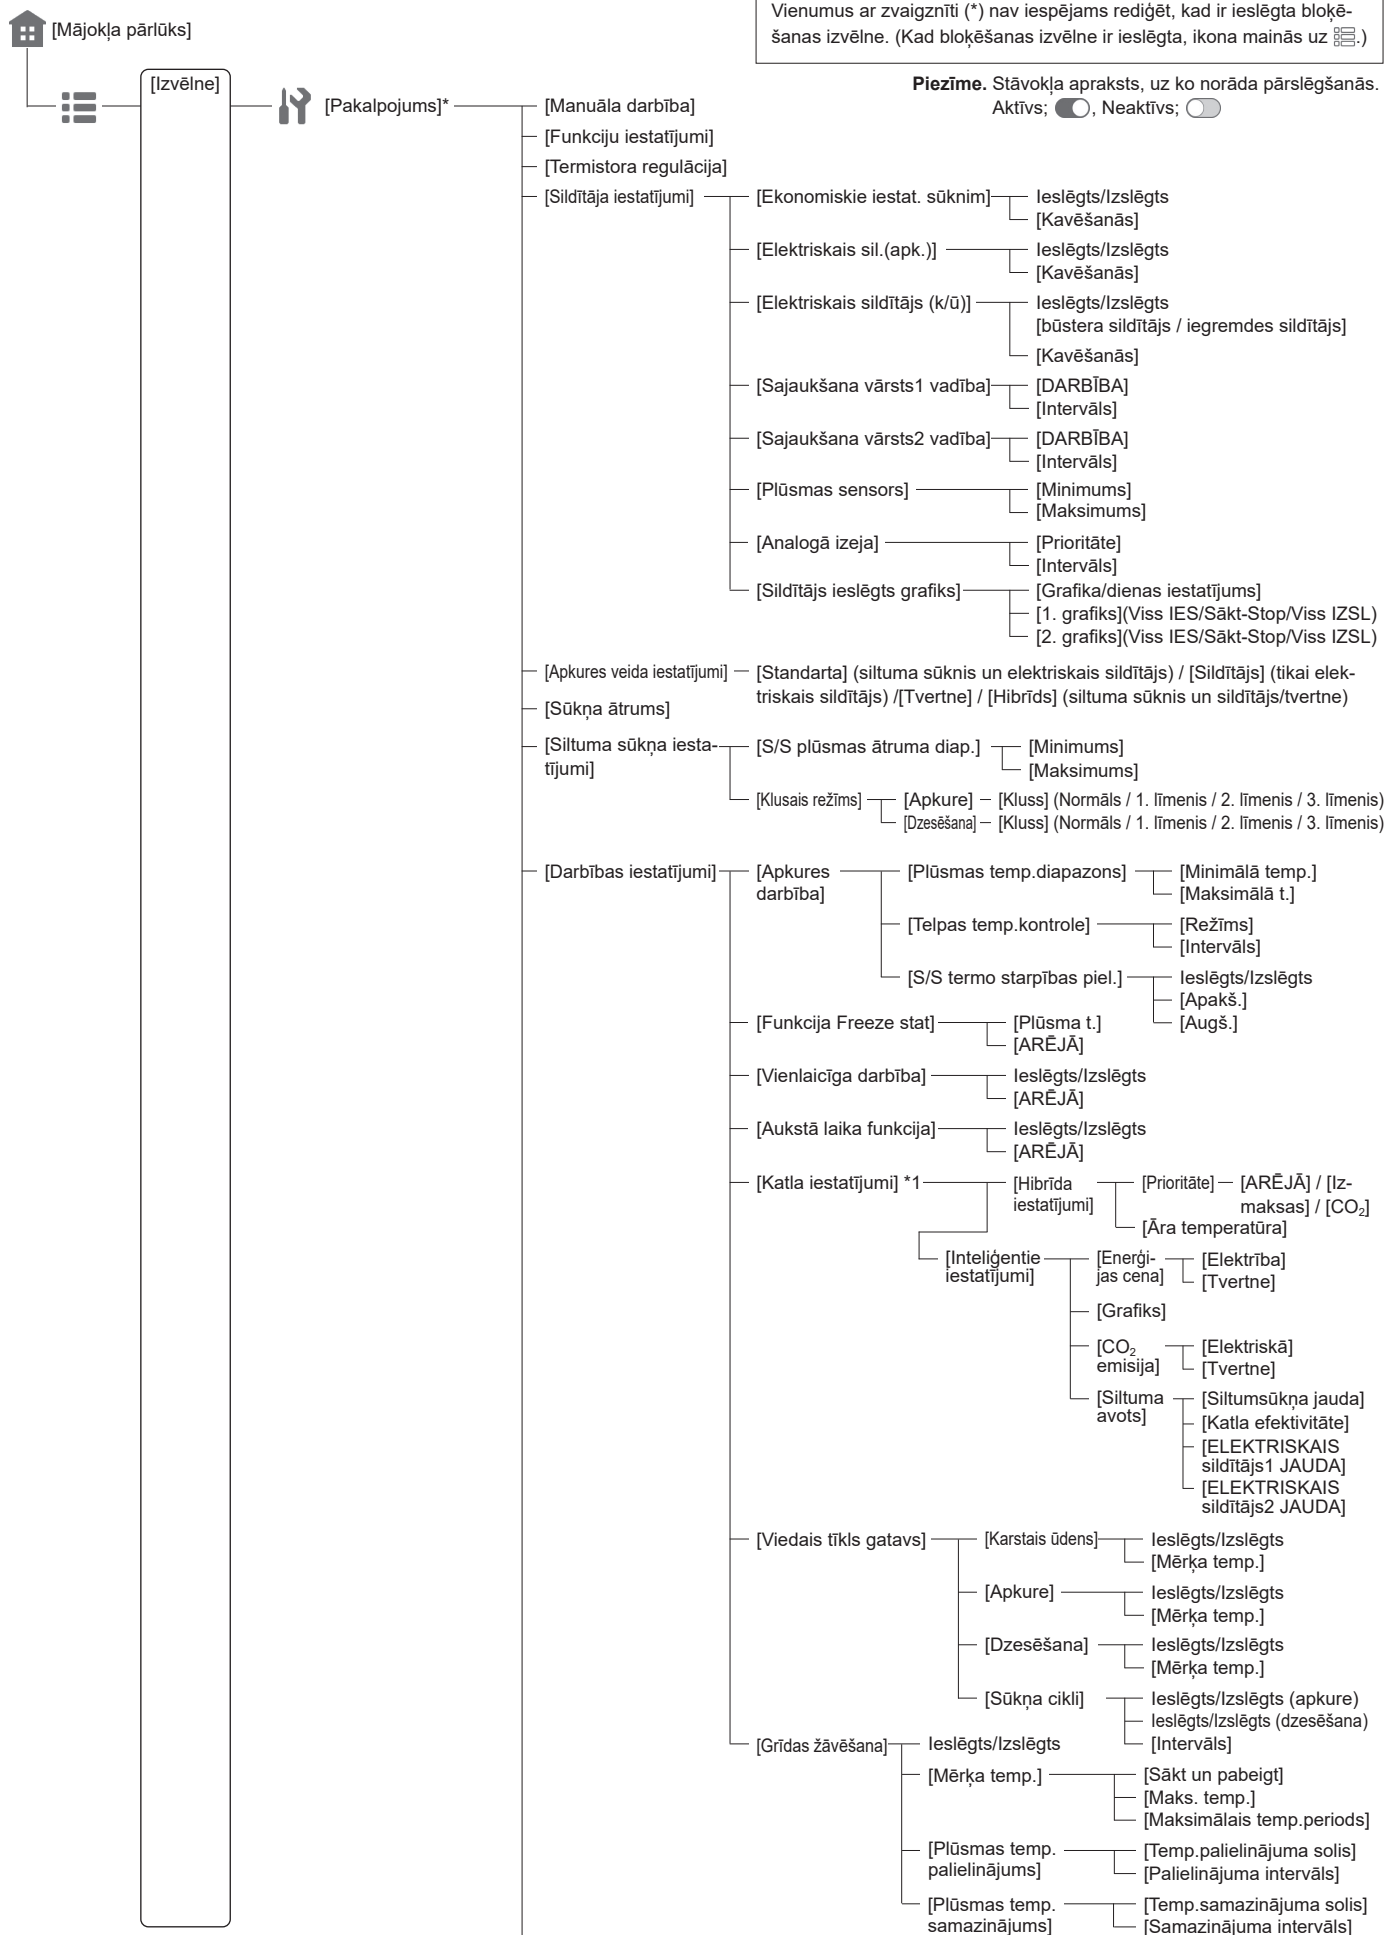 Vienumus ar zvaigznīti (*) nav iespējams rediģēt, kad ir ieslēgta bloķē-
šanas izvēlne. (Kad bloķēšanas izvēlne ir ieslēgta, ikona mainās uz .)
[Mājokļa pārlūks]
Piezīme. Stāvokļa apraksts, uz ko norāda pārslēgšanās.
Aktīvs; , Neaktīvs;
[Izvēlne]
[Pakalpojums]*
[Manuāla darbība]
[Funkciju iestatījumi]
[Termistora regulācija]
[Sildītāja iestatījumi]
[Ekonomiskie iestat. sūknim]
Ieslēgts/Izslēgts
[Kavēšanās]
[Elektriskais sil.(apk.)]
Ieslēgts/Izslēgts
[Kavēšanās]
[Elektriskais sildītājs (k/ū)]
Ieslēgts/Izslēgts
[būstera sildītājs / iegremdes sildītājs]
[Kavēšanās]
[Sajaukšana vārsts1 vadība]
[DARBĪBA]
[Intervāls]
[Sajaukšana vārsts2 vadība]
[DARBĪBA]
[Intervāls]
[Plūsmas sensors]
[Minimums]
[Maksimums]
[Analogā izeja]
[Prioritāte]
[Intervāls]
[Sildītājs ieslēgts grafiks]
[Grafika/dienas iestatījums]
[1. grafiks](Viss IES/Sākt-Stop/Viss IZSL)
[2. grafiks](Viss IES/Sākt-Stop/Viss IZSL)
[Apkures veida iestatījumi]
[Standarta] (siltuma sūknis un elektriskais sildītājs) / [Sildītājs] (tikai elek-
triskais sildītājs) /[Tvertne] / [Hibrīds] (siltuma sūknis un sildītājs/tvertne)
[Sūkņa ātrums]
[Siltuma sūkņa iesta-
tījumi]
[S/S plūsmas ātruma diap.]
[Minimums]
[Maksimums]
[Klusais režīms]
[Apkure]
[Kluss] (Normāls / 1. līmenis / 2. līmenis / 3. līmenis)
[Dzesēšana]
[Kluss] (Normāls / 1. līmenis / 2. līmenis / 3. līmenis)
[Darbības iestatījumi]
[Apkures
darbība]
[Plūsmas temp.diapazons]
[Minimālā temp.]
[Maksimālā t.]
[Telpas temp.kontrole]
[Režīms]
[Intervāls]
[S/S termo starpības piel.]
Ieslēgts/Izslēgts
[Apakš.]
[Augš.]
[Funkcija Freeze stat]
[Plūsma t.]
[ARĒJĀ]
[Vienlaicīga darbība]
Ieslēgts/Izslēgts
[ARĒJĀ]
[Aukstā laika funkcija]
Ieslēgts/Izslēgts
[ARĒJĀ]
[Katla iestatījumi] *1
[Hibrīda
iestatījumi]
[Prioritāte]
[ARĒJĀ] / [Iz-
maksas] / [CO₂]
[Āra temperatūra]
[Inteliģentie
iestatījumi]
[Enerģi-
jas cena]
[Elektrība]
[Tvertne]
[Grafiks]
[CO₂
emisija]
[Elektriskā]
[Tvertne]
[Siltuma
avots]
[Siltumsūkņa jauda]
[Katla efektivitāte]
[ELEKTRISKAIS
sildītājs1 JAUDA]
[ELEKTRISKAIS
sildītājs2 JAUDA]
[Viedais tīkls gatavs]
[Karstais ūdens]
Ieslēgts/Izslēgts
[Mērķa temp.]
[Apkure]
Ieslēgts/Izslēgts
[Mērķa temp.]
[Dzesēšana]
Ieslēgts/Izslēgts
[Mērķa temp.]
[Sūkņa cikli]
Ieslēgts/Izslēgts (apkure)
Ieslēgts/Izslēgts (dzesēšana)
[Intervāls]
[Grīdas žāvēšana]
Ieslēgts/Izslēgts
[Mērķa temp.]
[Sākt un pabeigt]
[Maks. temp.]
[Maksimālais temp.periods]
[Plūsmas temp.
palielinājums]
[Temp.palielinājuma solis]
[Palielinājuma intervāls]
[Plūsmas temp.
samazinājums]
[Temp.samazinājuma solis]
[Samazinājuma intervāls]